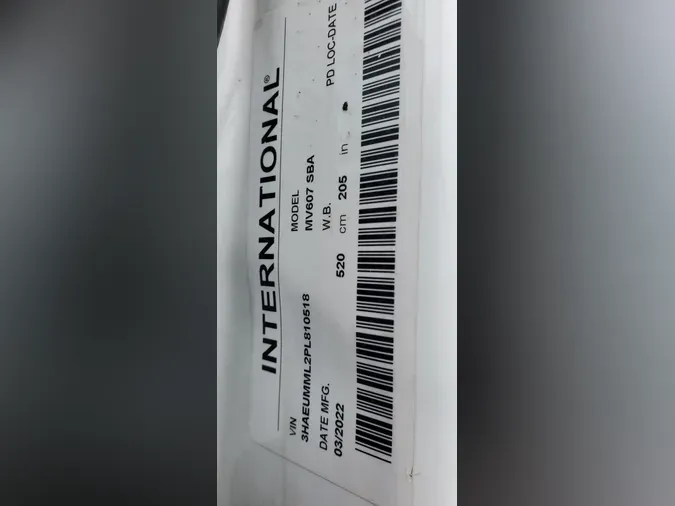 INTERNATIONAL®
VIN MODEL
3HAEUMML2PL810518 MV607 SBA
DATE MFG. W.B.
03/2022 520 cm 205 in PD LOC-DATE